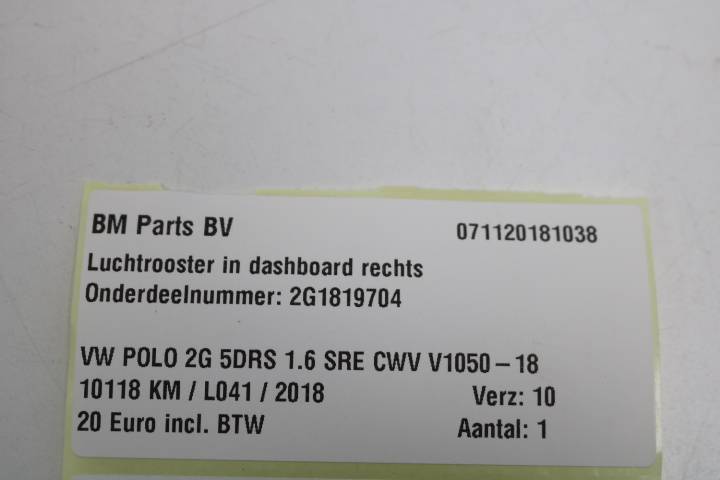 BM Parts BV 071120181038
Luchtrooster in dashboard rechts
Onderdeelnummer: 2G1819704
VW POLO 2G 5DRS 1.6 SRE CWV V1050 – 18
10118 KM / L041 / 2018 Verz: 10
20 Euro incl. BTW Aantal: 1